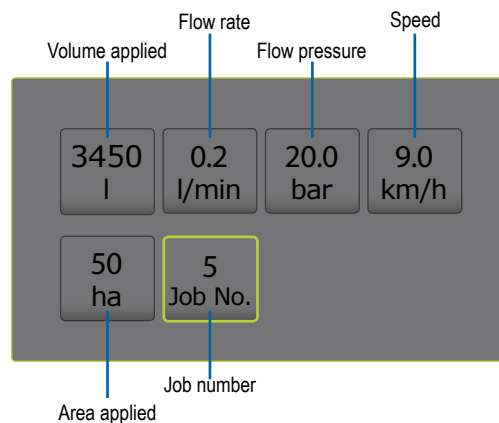 Flow rate
Speed
Volume applied
Flow pressure
3450
l
0.2
l/min
20.0
bar
9.0
km/h
50
ha
5
Job No.
Job number
Area applied